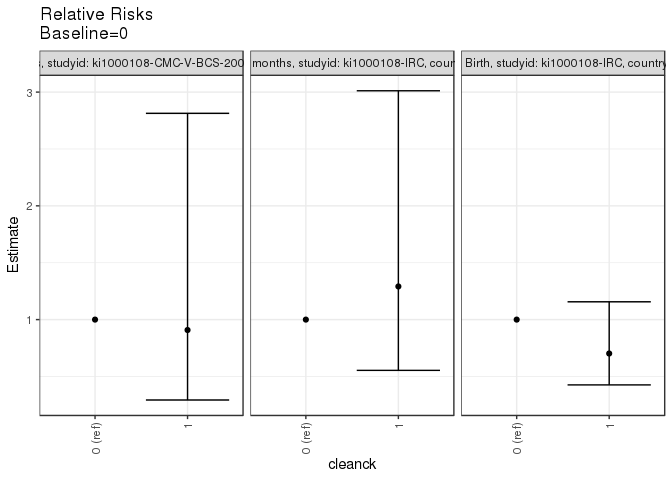 Relative Risks
Baseline=0
, studyid: ki1000108-CMC-V-BCS-200
months, studyid: ki1000108-IRC, coun
Birth, studyid: ki1000108-IRC, country
3
2
1
Estimate
0 (ref)
1
0 (ref)
1
0 (ref)
1
cleanck